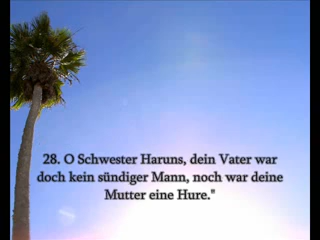 28. O Schwester Haruns, dein Vater war
doch kein sündiger Mann, noch war deine
Mutter eine Hure."